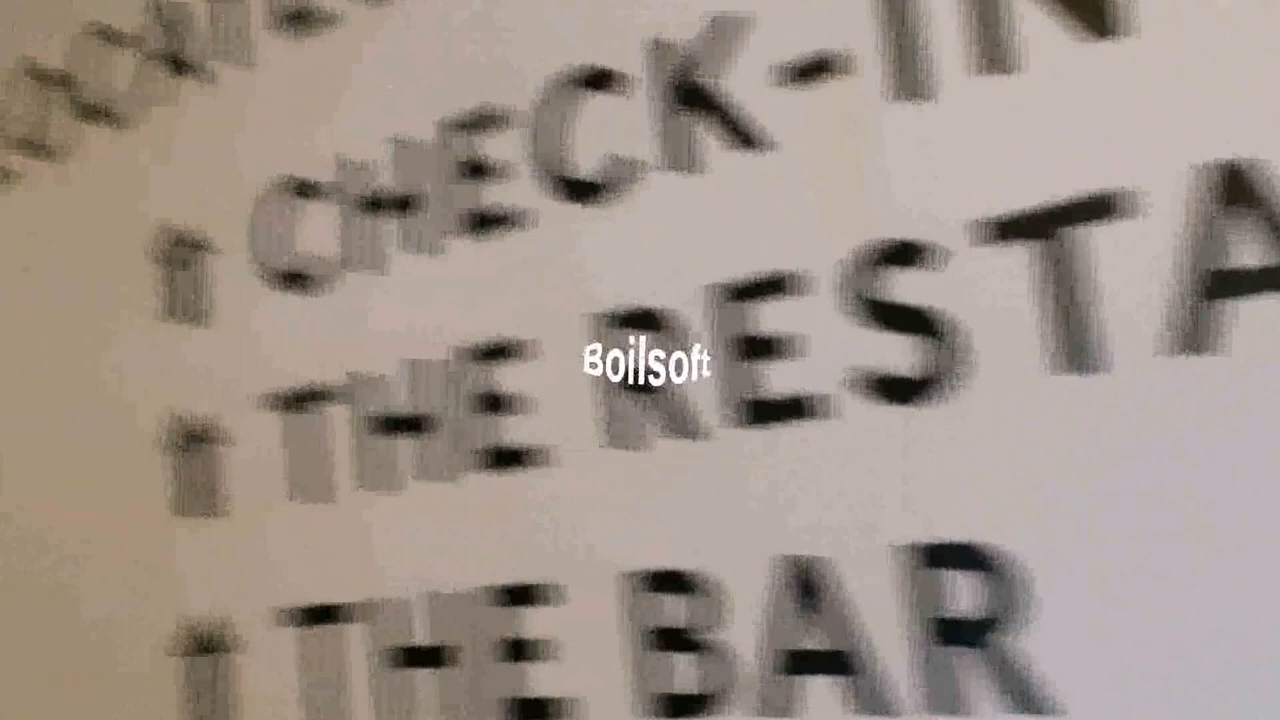 ↑ CHECK-IN
↑ THE RESTA
Boilsoft
↑ THE BAR